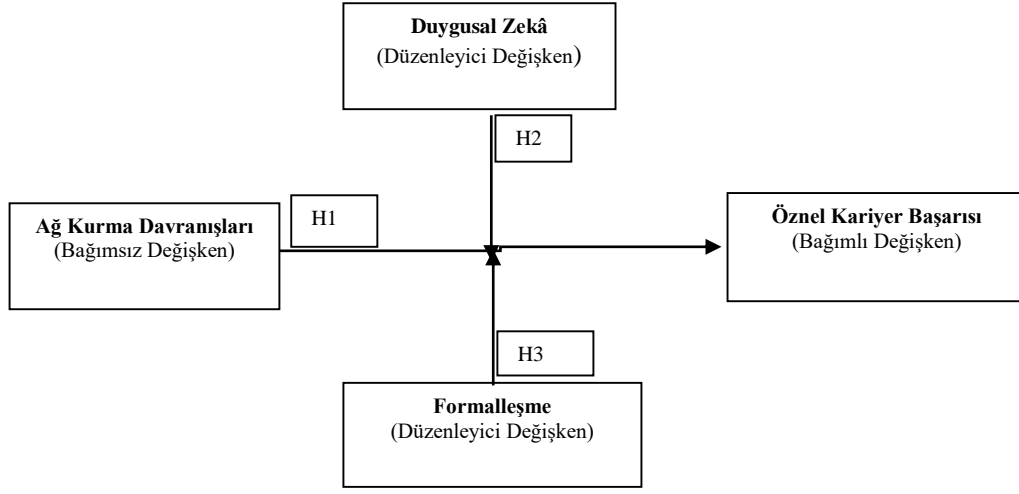 Duygusal Zekâ
(Düzenleyici Değişken)
H2
Ağ Kurma Davranışları
(Bağımsız Değişken)
H1
Öznel Kariyer Başarısı
(Bağımlı Değişken)
H3
Formalleşme
(Düzenleyici Değişken)